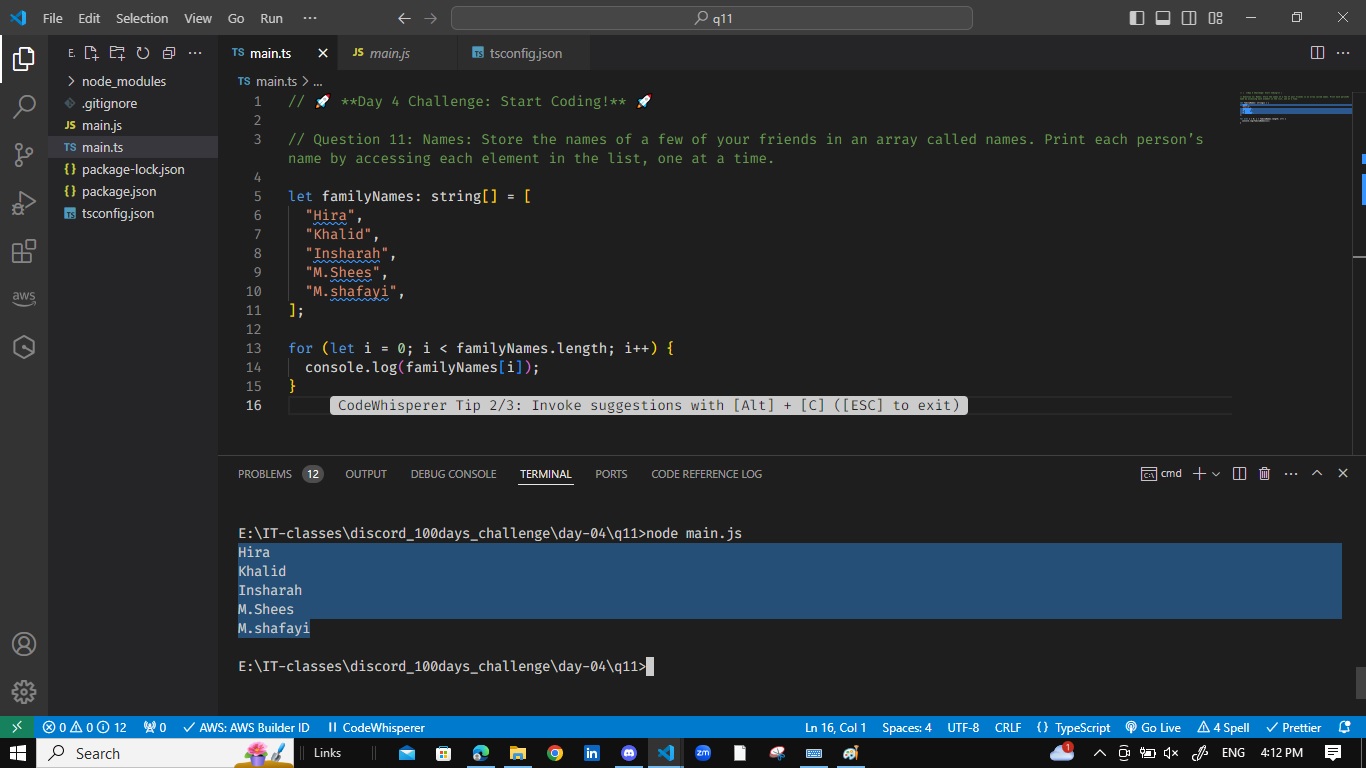 File Edit Selection View Go Run ··· q11
E. ···
node_modules
.gitignore
JS main.js
TS main.ts
{} package-lock.json
{} package.json
TS tsconfig.json
aws
TS main.ts JS main.js tsconfig.json ···
TS main.ts > ...
1 // 🚀 **Day 4 Challenge: Start Coding!** 🚀
2
3 // Question 11: Names: Store the names of a few of your friends in an array called names. Print each person’s
name by accessing each element in the list, one at a time.
4
5 let familyNames: string[] = [
6 "Hira",
7 "Khalid",
8 "Insharah",
9 "M.Shees",
10 "M.shafayi",
11 ];
12
13 for (let i = 0; i < familyNames.length; i++) {
14 console.log(familyNames[i]);
15 }
16 CodeWhisperer Tip 2/3: Invoke suggestions with [Alt] + [C] ([ESC] to exit)
PROBLEMS 12 OUTPUT DEBUG CONSOLE TERMINAL PORTS CODE REFERENCE LOG cmd ···
E:\IT-classes\discord_100days_challenge\day-04\q11>node main.js
Hira
Khalid
Insharah
M.Shees
M.shafayi
E:\IT-classes\discord_100days_challenge\day-04\q11>
0 0 12 0 AWS: AWS Builder ID CodeWhisperer Ln 16, Col 1 Spaces: 4 UTF-8 CRLF {} TypeScript Go Live 4 Spell Prettier
Search Links in zm 1 ENG 4:12 PM